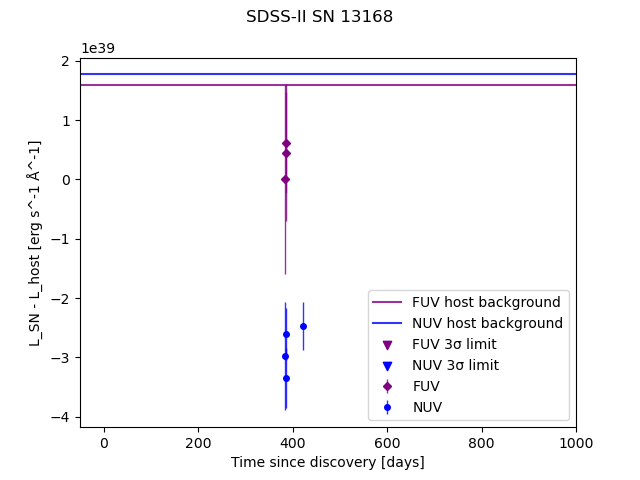 SDSS-II SN 13168
1e39
L_SN - L_host [erg s^-1 Å^-1]
2
1
0
−1
−2
−3
−4
FUV host background
NUV host background
FUV 3σ limit
NUV 3σ limit
FUV
NUV
0 200 400 600 800 1000
Time since discovery [days]